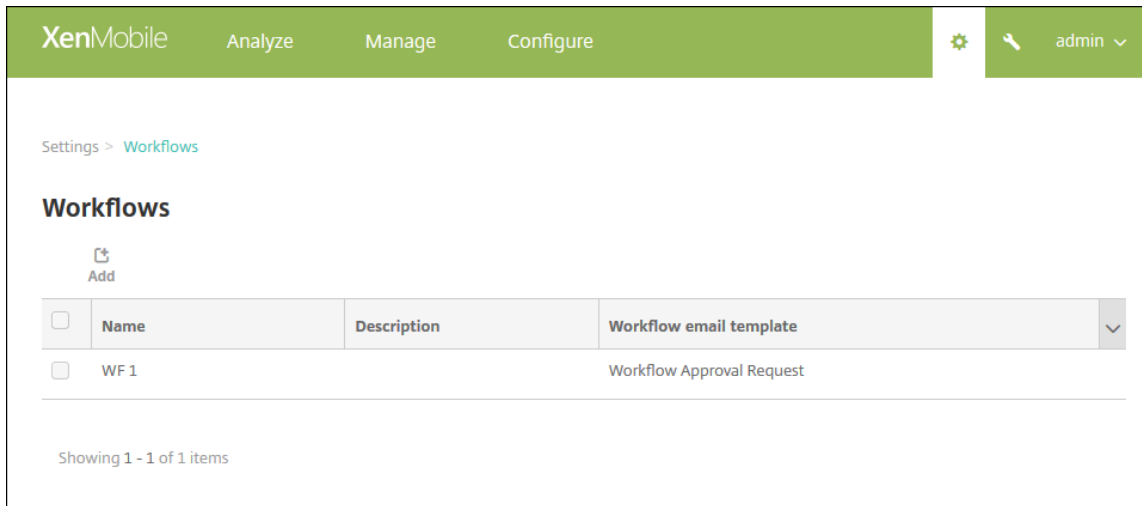 XenMobile Analyze Manage Configure admin
Settings > Workflows
Workflows
Add
Name Description Workflow email template
WF 1 Workflow Approval Request
Showing 1 - 1 of 1 items